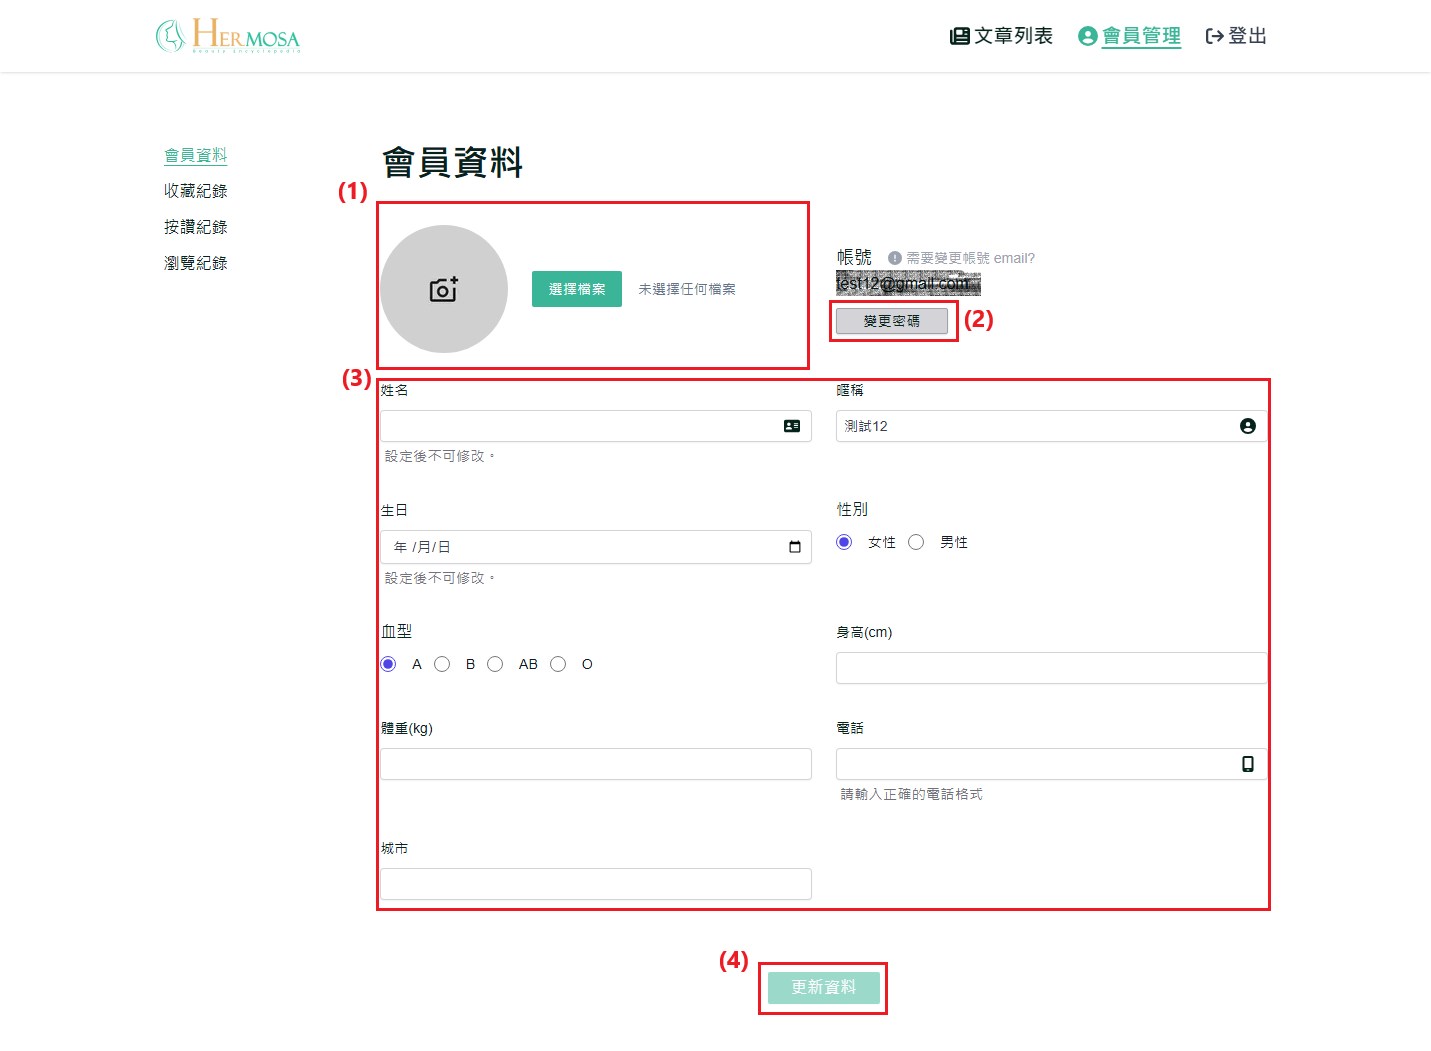 HERMOSA
Beauty Encyclopedia
文章列表
會員管理
登出
會員資料
收藏紀錄
按讚紀錄
瀏覽紀錄
會員資料
(1)
選擇檔案
未選擇任何檔案
帳號
需要變更帳號 email?
test12@gmail.com
變更密碼
(2)
(3)
姓名
設定後不可修改。
暱稱
測試12
生日
年 /月/日
設定後不可修改。
性別
女性
男性
血型
A
B
AB
O
身高(cm)
體重(kg)
電話
請輸入正確的電話格式
城市
(4)
更新資料